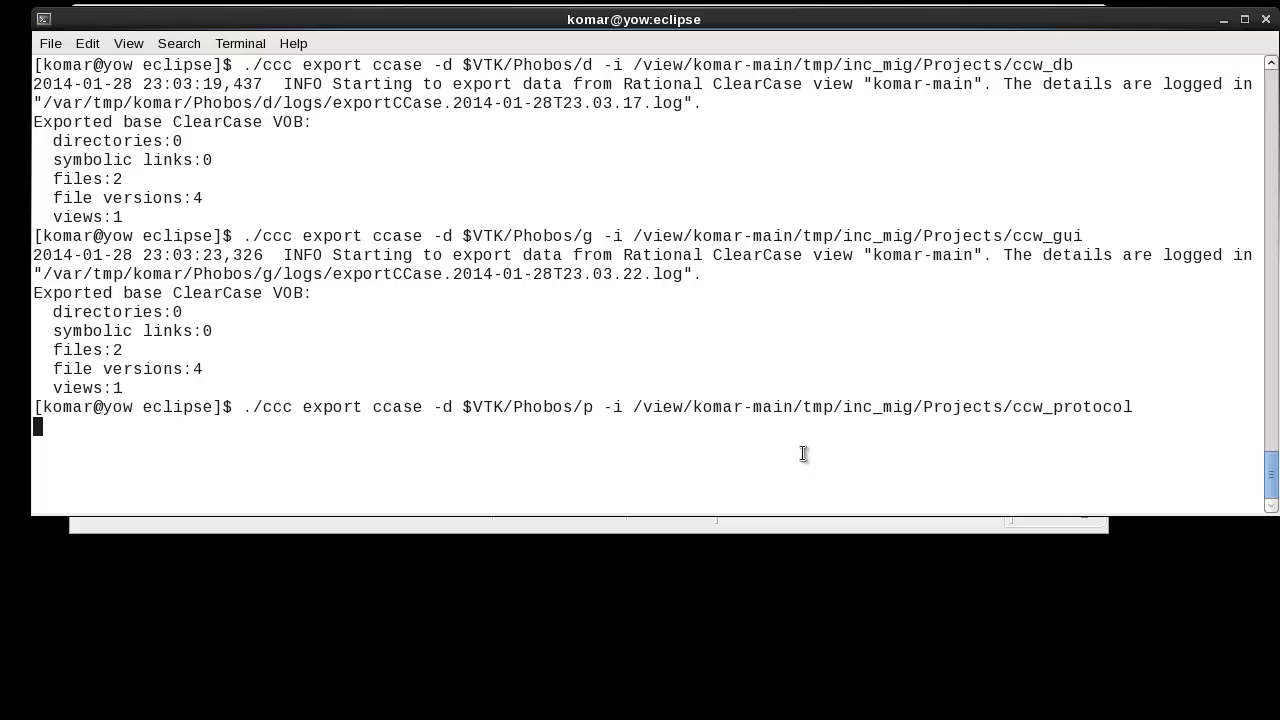 komar@yow:eclipse
File Edit View Search Terminal Help
[komar@yow eclipse]$ ./ccc export ccase -d $VTK/Phobos/d -i /view/komar-main/tmp/inc_mig/Projects/ccw_db
2014-01-28 23:03:19,437  INFO Starting to export data from Rational ClearCase view "komar-main". The details are logged in
"/var/tmp/komar/Phobos/d/logs/exportCCase.2014-01-28T23.03.17.log".
Exported base ClearCase VOB:
  directories:0
  symbolic links:0
  files:2
  file versions:4
  views:1
[komar@yow eclipse]$ ./ccc export ccase -d $VTK/Phobos/g -i /view/komar-main/tmp/inc_mig/Projects/ccw_gui
2014-01-28 23:03:23,326  INFO Starting to export data from Rational ClearCase view "komar-main". The details are logged in
"/var/tmp/komar/Phobos/g/logs/exportCCase.2014-01-28T23.03.22.log".
Exported base ClearCase VOB:
  directories:0
  symbolic links:0
  files:2
  file versions:4
  views:1
[komar@yow eclipse]$ ./ccc export ccase -d $VTK/Phobos/p -i /view/komar-main/tmp/inc_mig/Projects/ccw_protocol